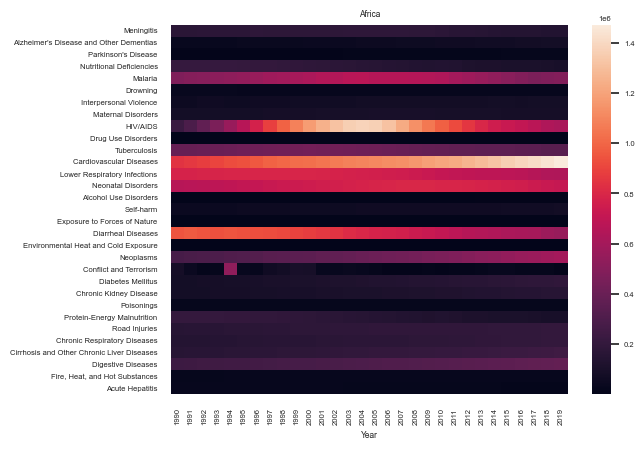 Africa
Meningitis
Alzheimer's Disease and Other Dementias
Parkinson's Disease
Nutritional Deficiencies
Malaria
Drowning
Interpersonal Violence
Maternal Disorders
HIV/AIDS
Drug Use Disorders
Tuberculosis
Cardiovascular Diseases
Lower Respiratory Infections
Neonatal Disorders
Alcohol Use Disorders
Self-harm
Exposure to Forces of Nature
Diarrheal Diseases
Environmental Heat and Cold Exposure
Neoplasms
Conflict and Terrorism
Diabetes Mellitus
Chronic Kidney Disease
Poisonings
Protein-Energy Malnutrition
Road Injuries
Chronic Respiratory Diseases
Cirrhosis and Other Chronic Liver Diseases
Digestive Diseases
Fire, Heat, and Hot Substances
Acute Hepatitis
1990 1991 1992 1993 1994 1995 1996 1997 1998 1999 2000 2001 2002 2003 2004 2005 2006 2007 2008 2009 2010 2011 2012 2013 2014 2015 2016 2017 2018 2019
Year
1e6
1.4
1.2
1.0
0.8
0.6
0.4
0.2